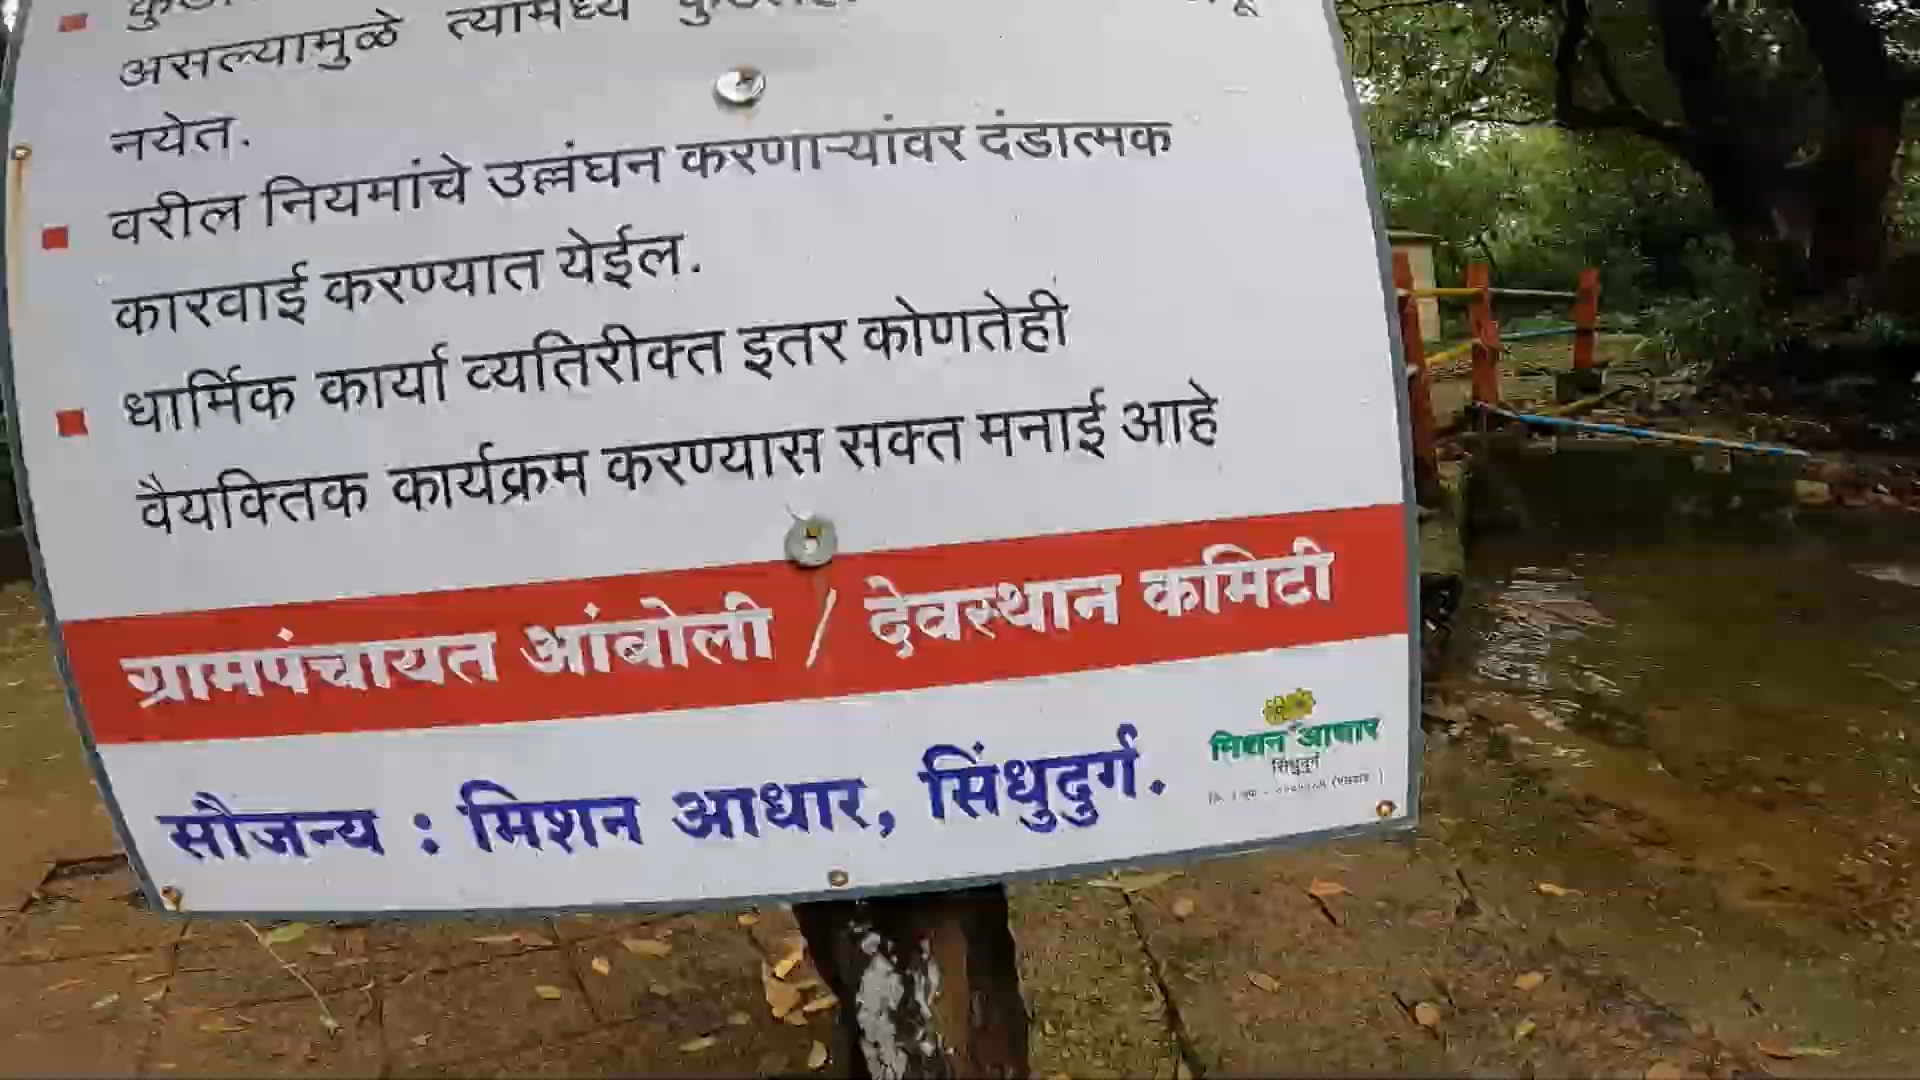 असल्यामुळे त्यामध्ये
नयेत.
वरील नियमांचे उल्लंघन करणाऱ्यांवर दंडात्मक
कारवाई करण्यात येईल.
धार्मिक कार्या व्यतिरीक्त इतर कोणतेही
वैयक्तिक कार्यक्रम करण्यास सक्त मनाई आहे
ग्रामपंचायत आंबोली / देवस्थान कमिटी
सौजन्य : मिशन आधार, सिंधुदुर्ग.
मिशन आधार
सिंधुदुर्ग